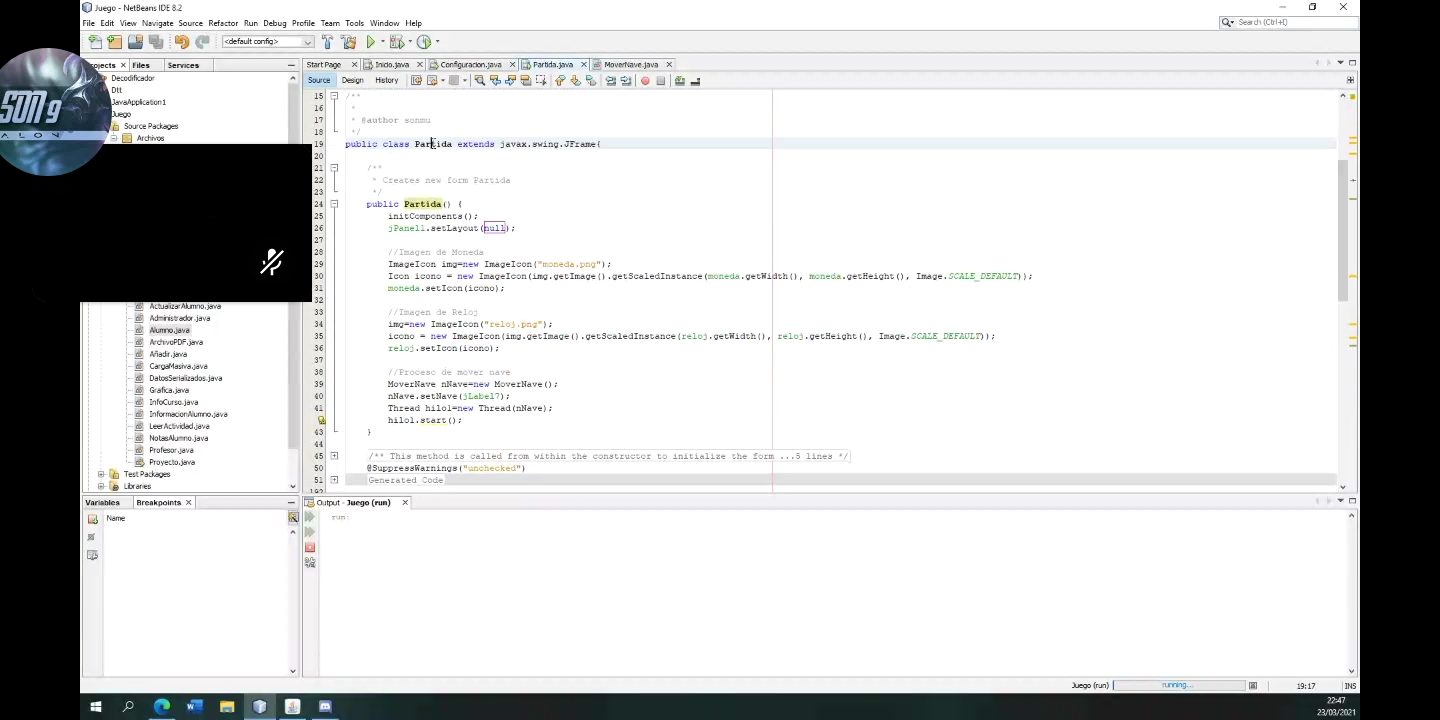 Juego - NetBeans IDE 8.2
File Edit View Navigate Source Refactor Run Debug Profile Team Tools Window Help
Search (Ctrl+I)
<default config>
Projects Files Services
Start Page Inicio.java Configuracion.java Partida.java MoverNave.java
Source Design History
Decodificador
Dtt
JavaApplication1
Juego
Source Packages
Archivos
SON9
ALON
ActualizarAlumno.java
Administrador.java
Alumno.java
ArchivoPDF.java
Añadir.java
CargaMasiva.java
DatosSerializados.java
Grafica.java
InfoCurso.java
InformacionAlumno.java
LeerActividad.java
NotasAlumno.java
Profesor.java
Proyecto.java
Test Packages
Libraries
15 /**
16 *
17 * @author sonmu
18 */
19 public class Partida extends javax.swing.JFrame{
20
21 /**
22 * Creates new form Partida
23 */
24 public Partida() {
25 initComponents();
26 jPanel1.setLayout(null);
27
28 //Imagen de Moneda
29 ImageIcon img=new ImageIcon("moneda.png");
30 Icon icono = new ImageIcon(img.getImage().getScaledInstance(moneda.getWidth(), moneda.getHeight(), Image.SCALE_DEFAULT));
31 moneda.setIcon(icono);
32
33 //Imagen de Reloj
34 img=new ImageIcon("reloj.png");
35 icono = new ImageIcon(img.getImage().getScaledInstance(reloj.getWidth(), reloj.getHeight(), Image.SCALE_DEFAULT));
36 reloj.setIcon(icono);
37
38 //Proceso de mover nave
39 MoverNave nNave=new MoverNave();
40 nNave.setNave(jLabel7);
41 Thread hilo1=new Thread(nNave);
hilo1.start();
43 }
44
45 /** This method is called from within the constructor to initialize the form ...5 lines */
50 @SuppressWarnings("unchecked")
51 Generated Code
192
Variables Breakpoints
Name
Output - Juego (run)
run:
Juego (run) running... 19:17 INS
22:47
23/03/2021